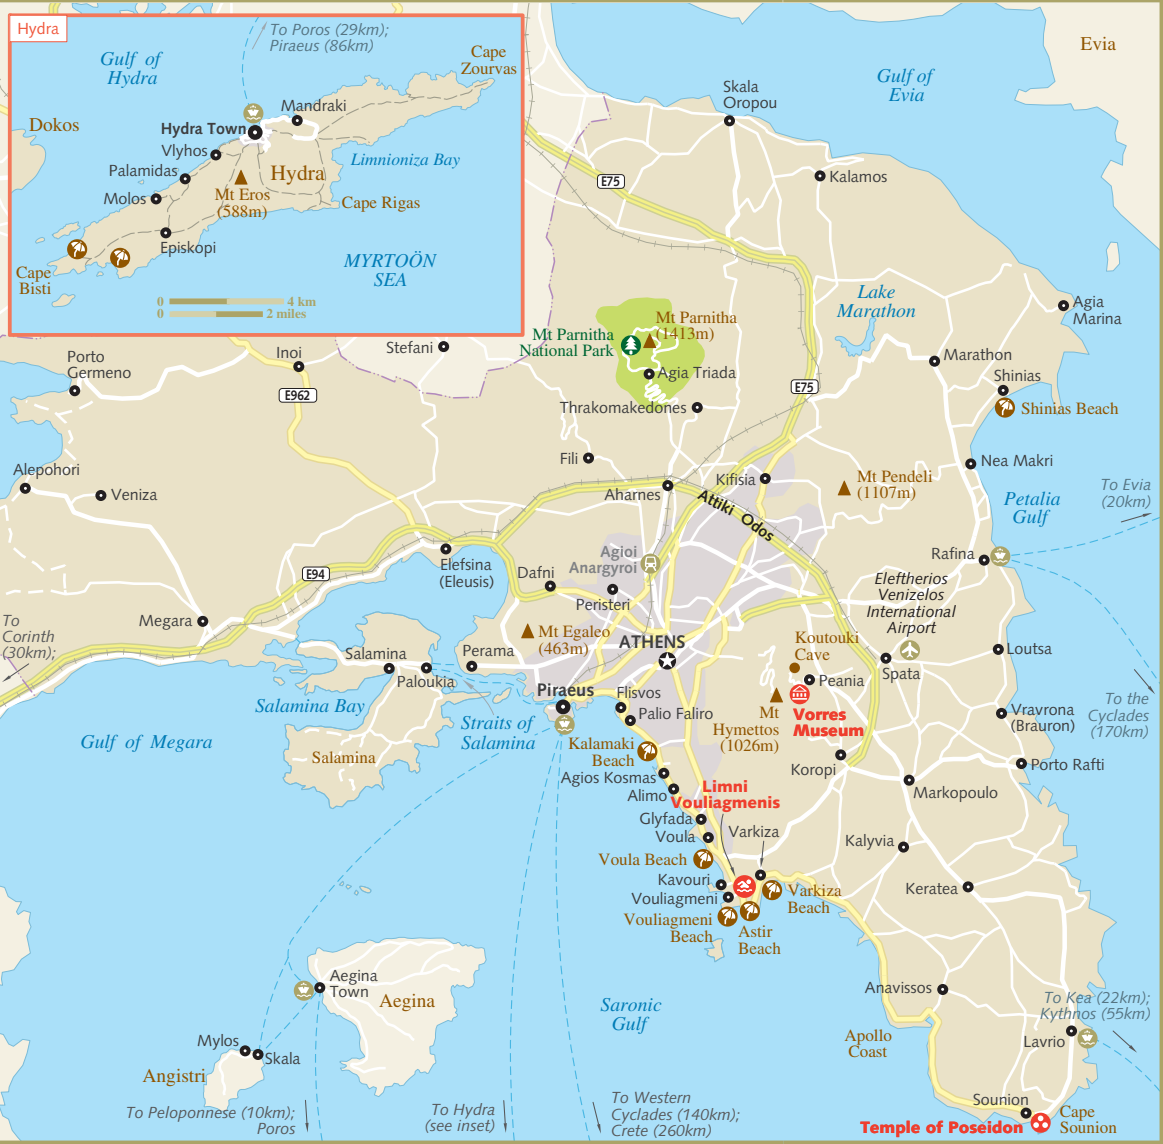 Hydra
To Poros (29km);
Piraeus (86km)
Gulf of
Hydra
Cape
Zourvas
Mandraki
Dokos
Hydra Town
Vlyhos
Limnioniza Bay
Palamidas
Hydra
Molos
Mt Eros
(588m)
Cape Rigas
Episkopi
MYRTOÖN
SEA
Cape
Bisti
0 4 km
0 2 miles
Evia
Gulf of
Evia
Skala
Oropou
Kalamos
E75
Lake
Marathon
Agia
Marina
Mt Parnitha
(1413m)
Mt Parnitha
National Park
Agia Triada
Thrakomakedones
Stefani
Inoi
Porto
Germeno
E962
E75
Marathon
Shinias
Shinias Beach
Fili
Nea Makri
Alepohori
Veniza
Aharnes
Kifisia
Mt Pendeli
(1107m)
Attiki Odos
Petalia
Gulf
To Evia
(20km)
Rafina
Elefsina
(Eleusis)
Agioi
Anargyroi
Dafni
Peristeri
E94
Eleftherios
Venizelos
International
Airport
To
Corinth
(30km);
Megara
Mt Egaleo
(463m)
ATHENS
Koutouki
Cave
Salamina
Perama
Paloukia
Spata
Loutsa
Peania
Piraeus
Flisvos
Palio Faliro
Vorres
Museum
Mt
Hymettos
(1026m)
To the
Cyclades
(170km)
Vravrona
(Brauron)
Salamina Bay
Straits of
Salamina
Gulf of Megara
Salamina
Kalamaki
Beach
Agios Kosmas
Alimo
Koropi
Porto Rafti
Markopoulo
Limni
Vouliagmenis
Glyfada
Voula
Varkiza
Kalyvia
Voula Beach
Kavouri
Vouliagmeni
Varkiza
Beach
Keratea
Vouliagmeni
Beach
Astir
Beach
Aegina
Town
Aegina
Anavissos
Saronic
Gulf
To Kea (22km);
Kythnos (55km)
Apollo
Coast
Lavrio
Mylos
Skala
Angistri
To Peloponnese (10km);
Poros
To Hydra
(see inset)
To Western
Cyclades (140km);
Crete (260km)
Sounion
Temple of Poseidon
Cape
Sounion